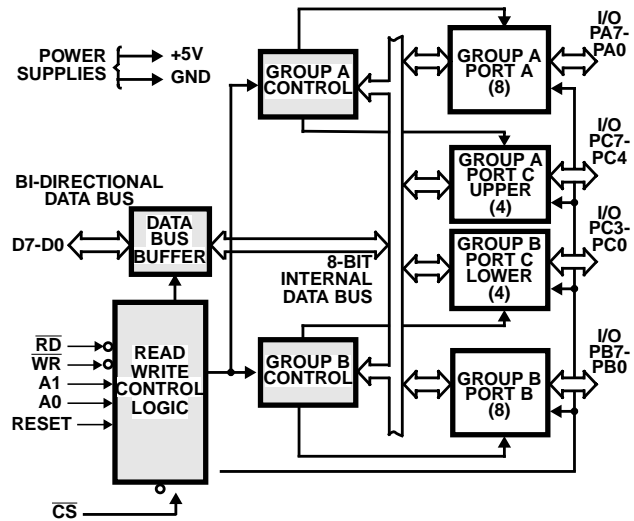 POWER
SUPPLIES
+5V
GND
GROUP A
CONTROL
GROUP A
PORT A
(8)
I/O
PA7-
PA0
GROUP A
PORT C
UPPER
(4)
I/O
PC7-
PC4
BI-DIRECTIONAL
DATA BUS
D7-D0
DATA
BUS
BUFFER
8-BIT
INTERNAL
DATA BUS
GROUP B
PORT C
LOWER
(4)
I/O
PC3-
PC0
RD
WR
A1
A0
RESET
READ
WRITE
CONTROL
LOGIC
GROUP B
CONTROL
GROUP B
PORT B
(8)
I/O
PB7-
PB0
CS